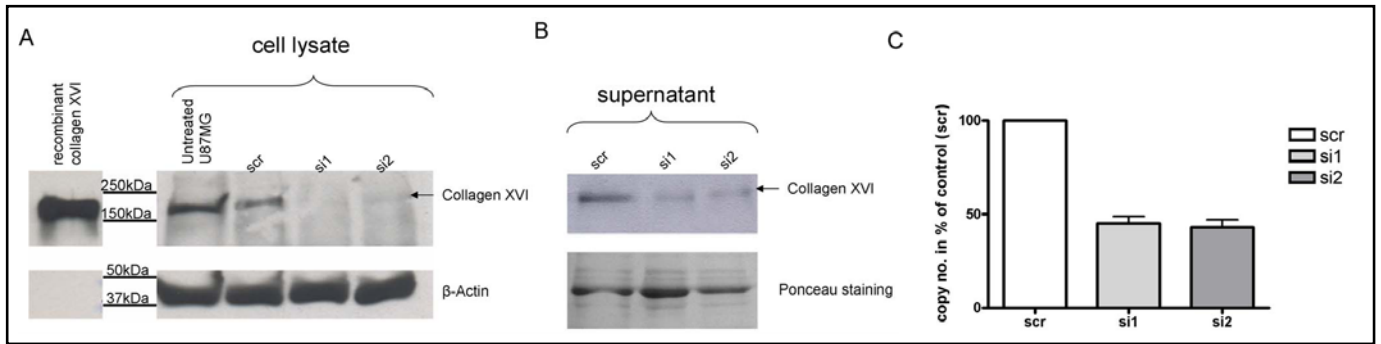 A
cell lysate
recombinant
collagen XVI
Untreated
U87MG
scr
si1
si2
250kDa
150kDa
Collagen XVI
50kDa
37kDa
β-Actin
B
supernatant
scr
si1
si2
Collagen XVI
Ponceau staining
C
copy no. in % of control (scr)
100
50
0
scr
si1
si2
scr
si1
si2